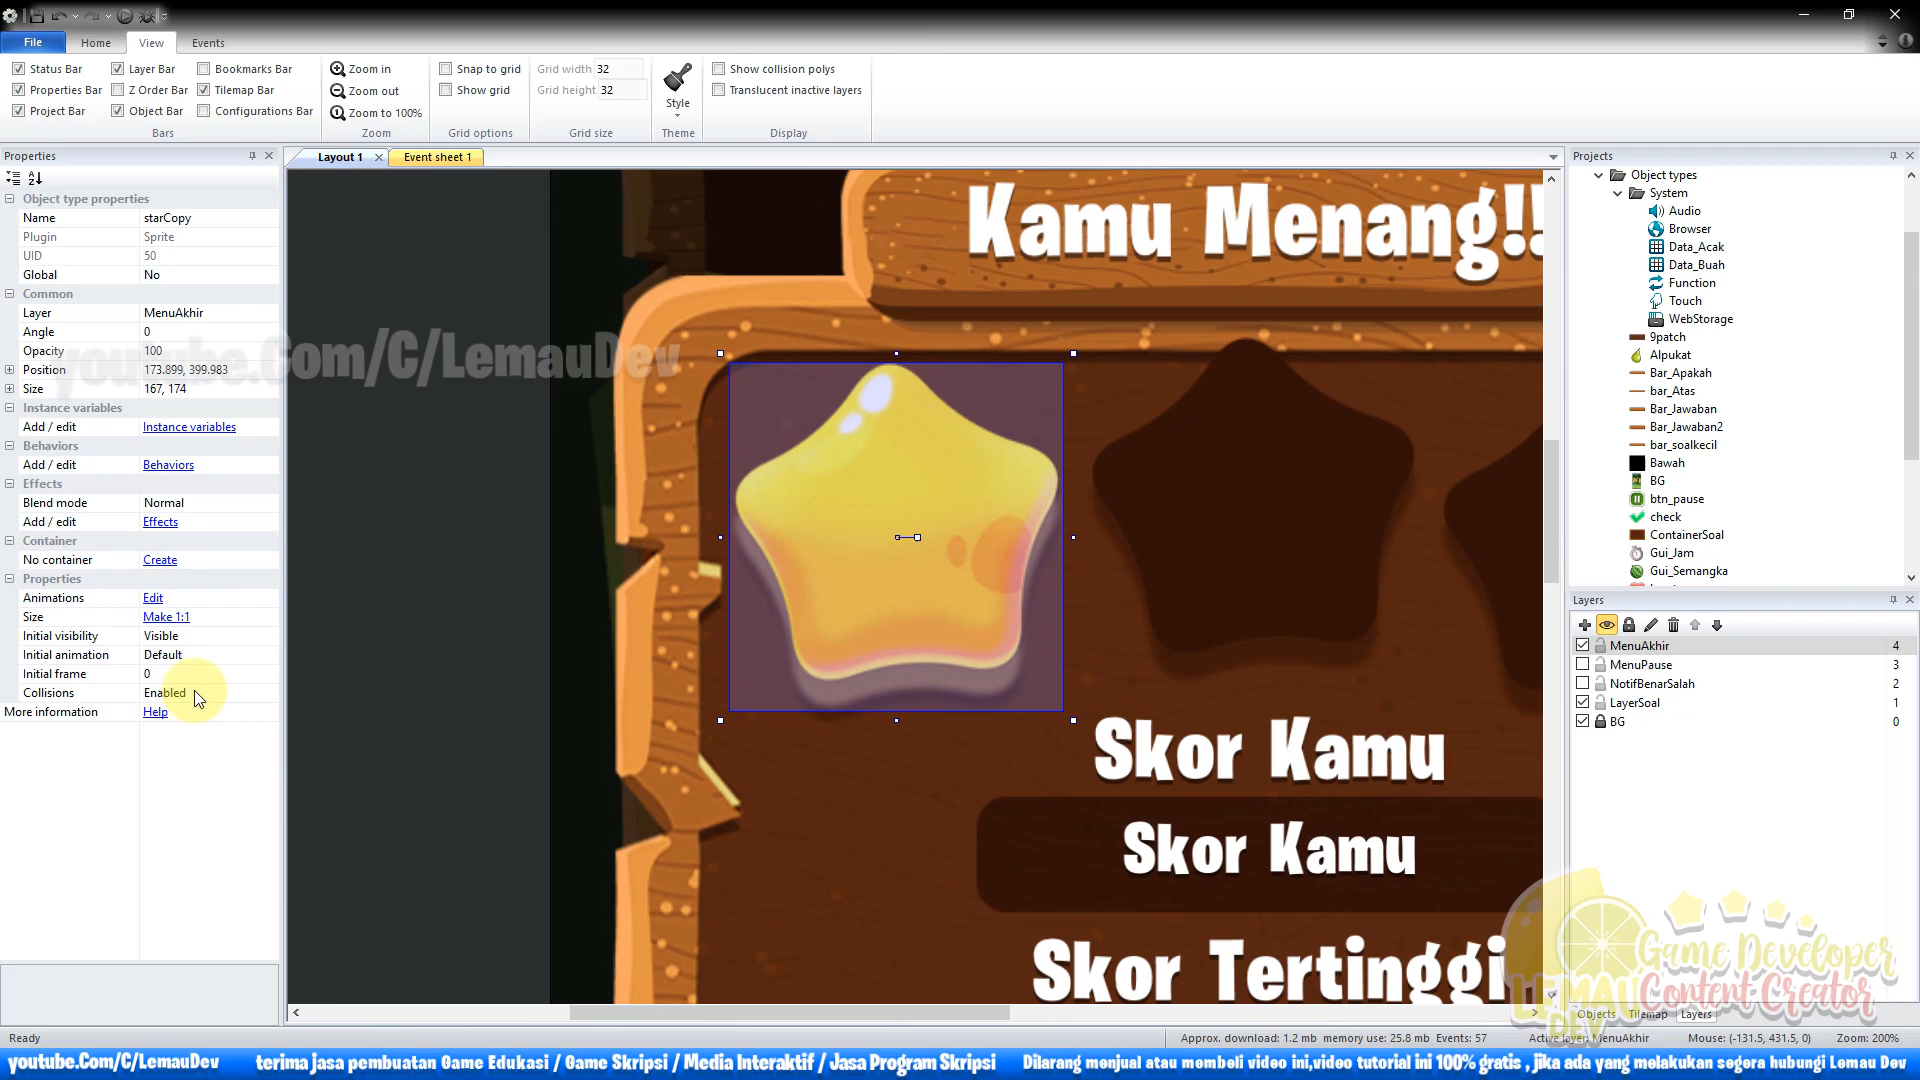 File
Home
View
Events
Status Bar
Layer Bar
Bookmarks Bar
Properties Bar
Z Order Bar
Tilemap Bar
Project Bar
Object Bar
Configurations Bar
Bars
Zoom in
Zoom out
Zoom to 100%
Zoom
Snap to grid
Show grid
Grid options
Grid width 32
Grid height 32
Grid size
Style
Theme
Show collision polys
Translucent inactive layers
Display
Properties
Object type properties
Name starCopy
Plugin Sprite
UID 50
Global No
Common
Layer MenuAkhir
Angle 0
Opacity 100
Position 173.899, 399.983
Size 167, 174
Instance variables
Add / edit Instance variables
Behaviors
Add / edit Behaviors
Effects
Blend mode Normal
Add / edit Effects
Container
No container Create
Properties
Animations Edit
Size Make 1:1
Initial visibility Visible
Initial animation Default
Initial frame 0
Collisions Enabled
More information Help
Layout 1
Event sheet 1
youtube.Com/C/LemauDev
Kamu Menang!!
Skor Kamu
Skor Kamu
Skor Tertinggi
Projects
Object types
System
Audio
Browser
Data_Acak
Data_Buah
Function
Touch
WebStorage
9patch
Alpukat
Bar_Apakah
bar_Atas
Bar_Jawaban
Bar_Jawaban2
bar_soalkecil
Bawah
BG
btn_pause
check
ContainerSoal
Gui_Jam
Gui_Semangka
Layers
MenuAkhir 4
MenuPause 3
NotifBenarSalah 2
LayerSoal 1
BG 0
LEMAU
DEV
Game Developer
Content Creator
Objects
Tilemap
Layers
Ready
Approx. download: 1.2 mb memory use: 25.8 mb Events: 57
Active layer: MenuAkhir
Mouse: (-131.5, 431.5, 0)
Zoom: 200%
youtube.Com/C/LemauDev
terima jasa pembuatan Game Edukasi / Game Skripsi / Media Interaktif / Jasa Program Skripsi
Dilarang menjual atau membeli video ini,video tutorial ini 100% gratis , jika ada yang melakukan segera hubungi Lemau Dev